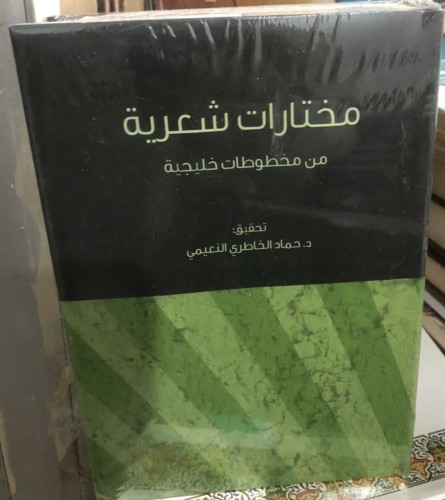 مختارات شعرية
من مخطوطات خليجية
تحقيق:
د. حماد الخاطري النعيمي